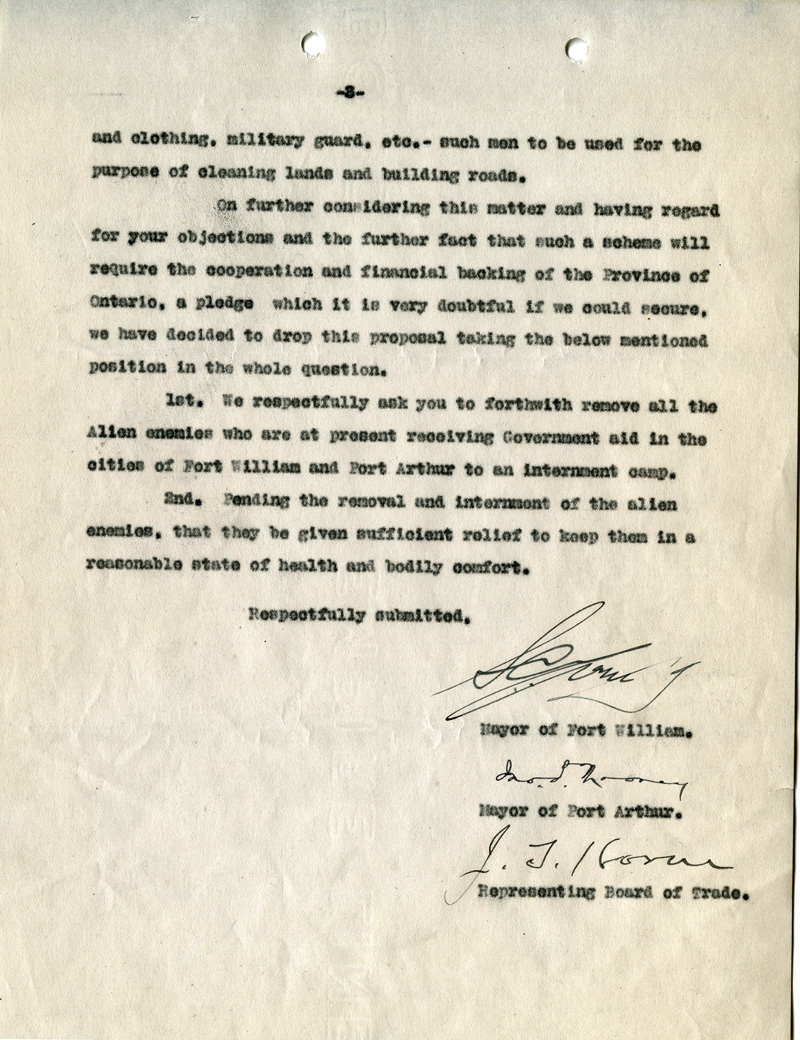 -2-
and clothing, military guard, etc.- such men to be used for the
purpose of cleaning lands and building roads.
On further considering this matter and having regard
for your objections and the further fact that such a scheme will
require the cooperation and financial backing of the Province of
Ontario, a pledge which it is very doubtful if we could secure,
we have decided to drop this proposal taking the below mentioned
position in the whole question.
1st. We respectfully ask you to forthwith remove all the
Alien enemies who are at present receiving Government aid in the
cities of Fort William and Port Arthur to an internment camp.
2nd. Pending the removal and internment of the alien
enemies, that they be given sufficient relief to keep them in a
reasonable state of health and bodily comfort.
Respectfully submitted,
Mayor of Fort William.
Mayor of Port Arthur.
Representing Board of Trade.